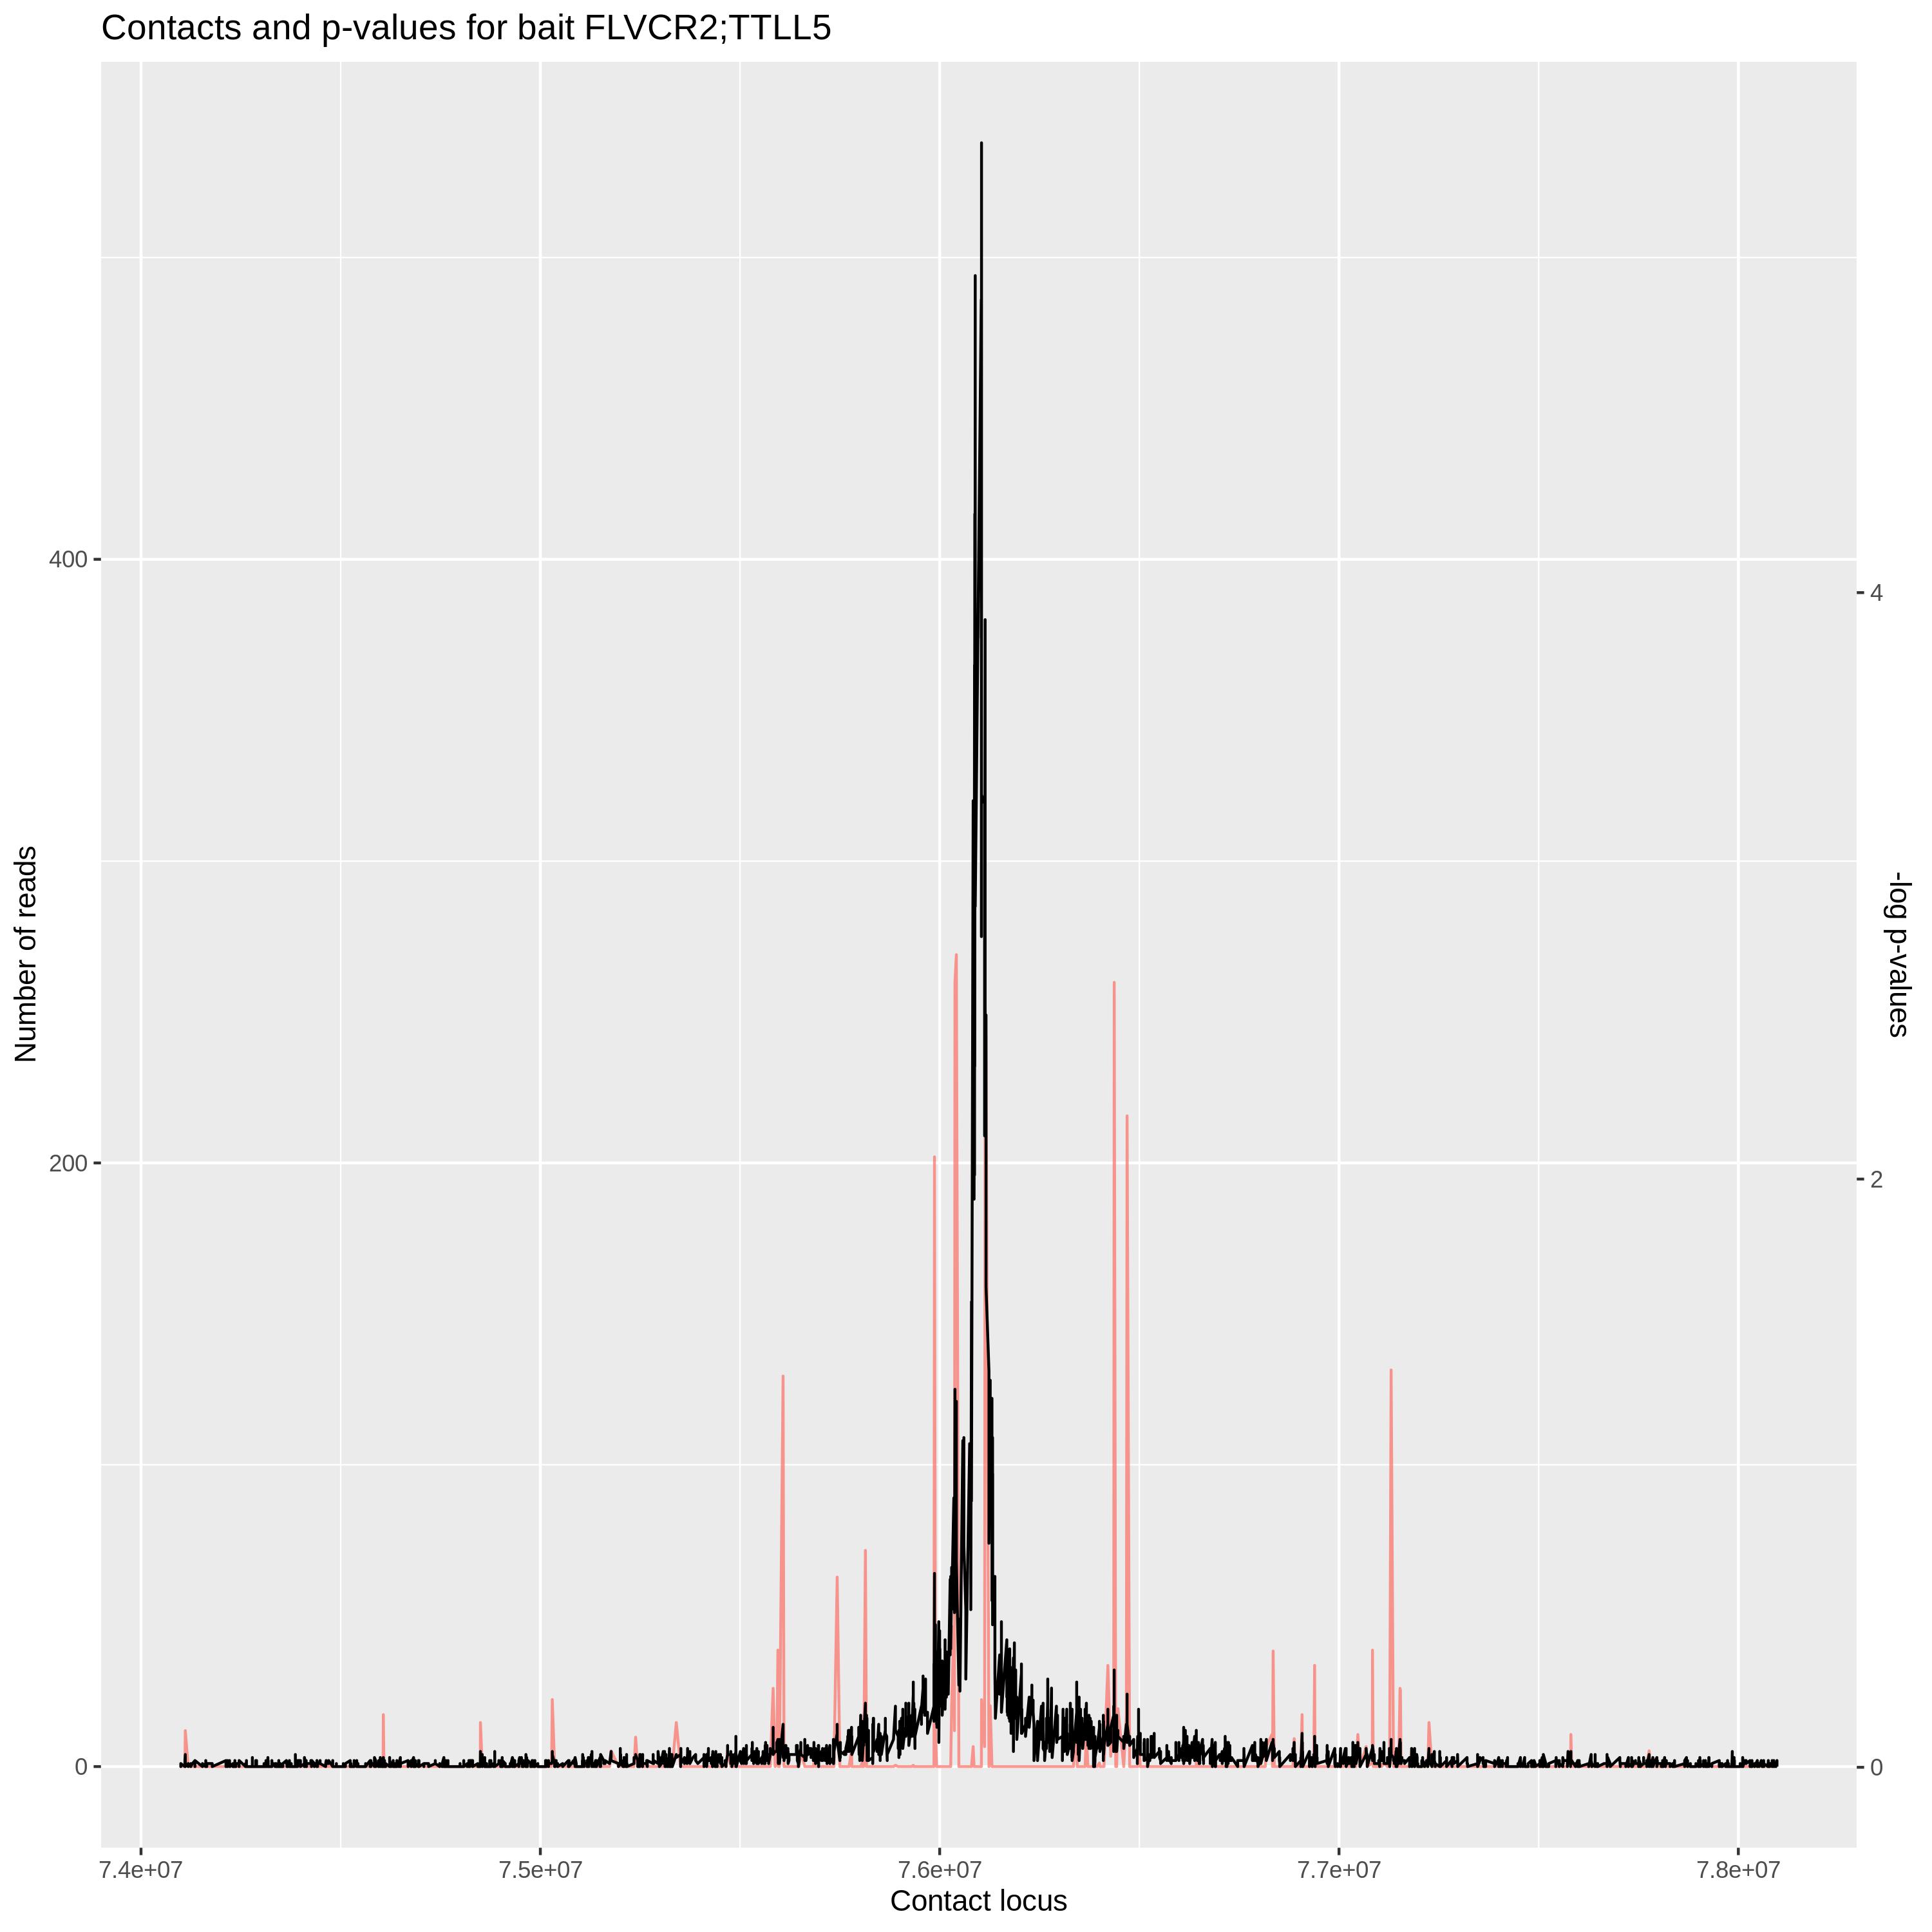 Contacts and p-values for bait FLVCR2;TTLL5
400
200
0
Number of reads
4
2
0
-log p-values
7.4e+07
7.5e+07
7.6e+07
7.7e+07
7.8e+07
Contact locus